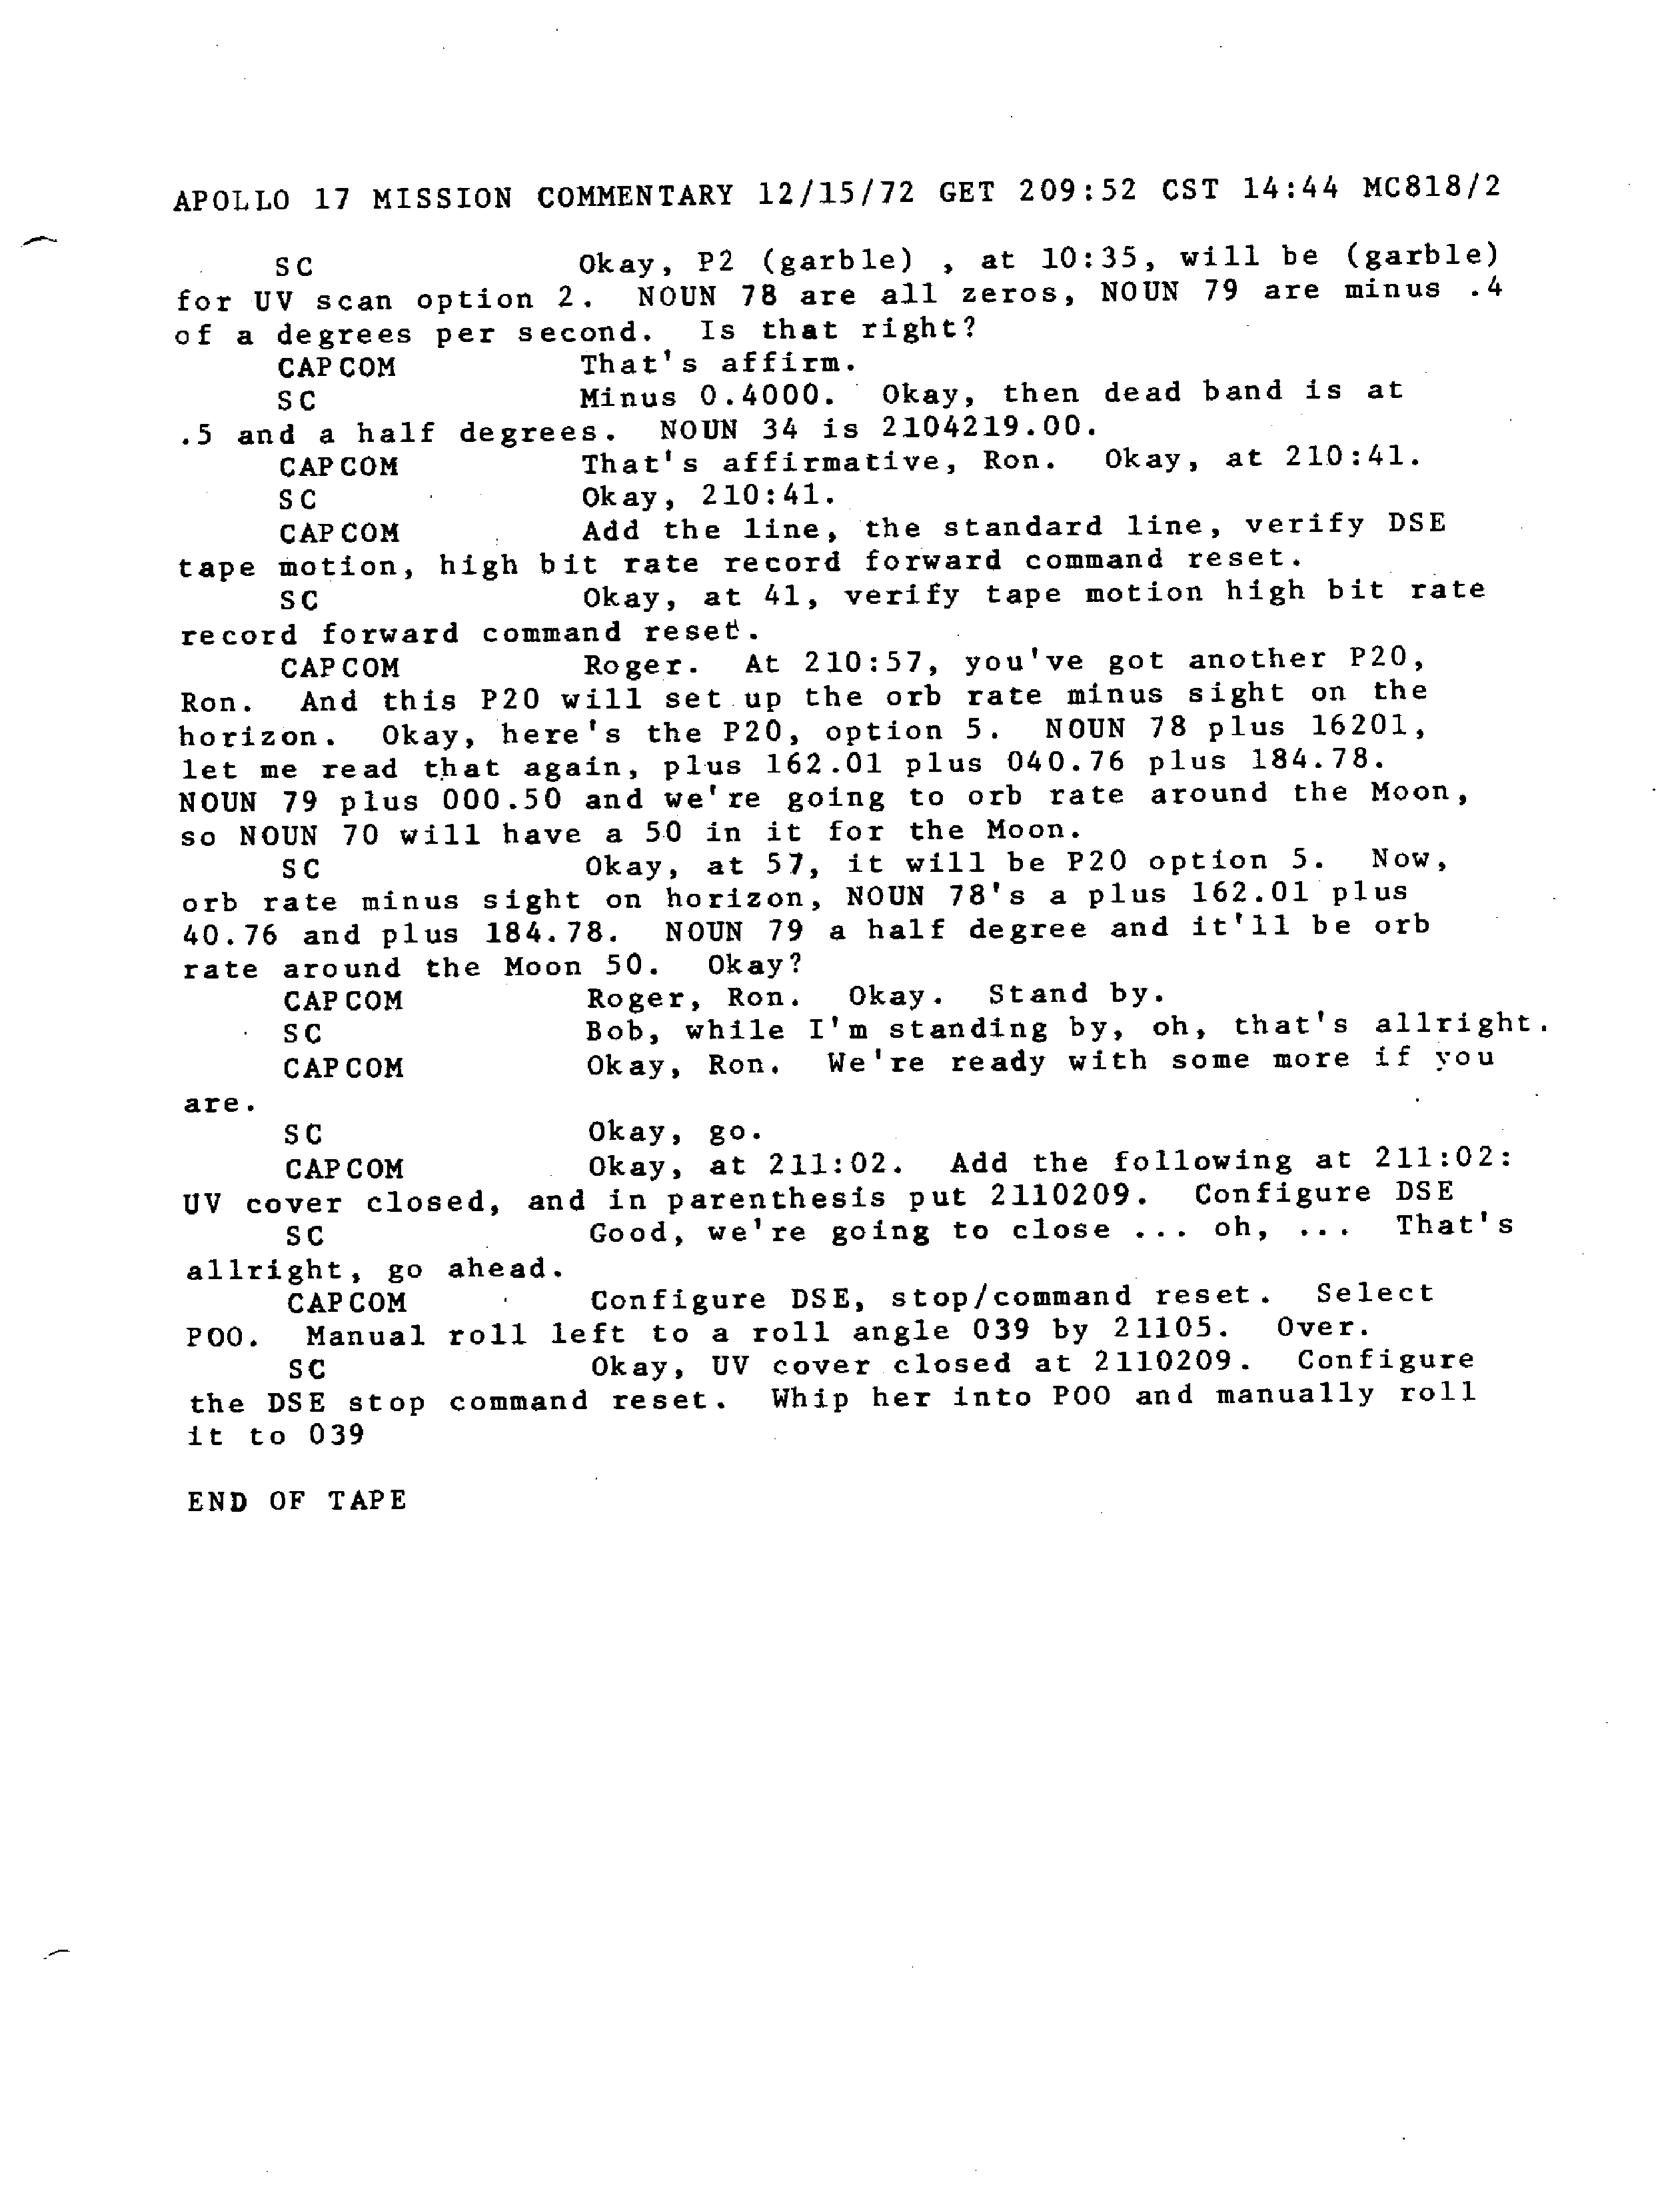 APOLLO 17 MISSION COMMENTARY 12/15/72 GET 209:52 CST 14:44 MC818/2
SC Okay, P2 (garble) , at 10:35, will be (garble)
for UV scan option 2. NOUN 78 are all zeros, NOUN 79 are minus .4
of a degrees per second. Is that right?
CAPCOM That's affirm.
SC Minus 0.4000. Okay, then dead band is at
.5 and a half degrees. NOUN 34 is 2104219.00.
CAPCOM That's affirmative, Ron. Okay, at 210:41.
SC Okay, 210:41.
CAPCOM Add the line, the standard line, verify DSE
tape motion, high bit rate record forward command reset.
SC Okay, at 41, verify tape motion high bit rate
record forward command reset.
CAPCOM Roger. At 210:57, you've got another P20,
Ron. And this P20 will set up the orb rate minus sight on the
horizon. Okay, here's the P20, option 5. NOUN 78 plus 16201,
let me read that again, plus 162.01 plus 040.76 plus 184.78.
NOUN 79 plus 000.50 and we're going to orb rate around the Moon,
so NOUN 70 will have a 50 in it for the Moon.
SC Okay, at 57, it will be P20 option 5. Now,
orb rate minus sight on horizon, NOUN 78's a plus 162.01 plus
40.76 and plus 184.78. NOUN 79 a half degree and it'll be orb
rate around the Moon 50. Okay?
CAPCOM Roger, Ron. Okay. Stand by.
SC Bob, while I'm standing by, oh, that's allright.
CAPCOM Okay, Ron. We're ready with some more if you
are.
SC Okay, go.
CAPCOM Okay, at 211:02. Add the following at 211:02:
UV cover closed, and in parenthesis put 2110209. Configure DSE
SC Good, we're going to close ... oh, ... That's
allright, go ahead.
CAPCOM Configure DSE, stop/command reset. Select
POO. Manual roll left to a roll angle 039 by 21105. Over.
SC Okay, UV cover closed at 2110209. Configure
the DSE stop command reset. Whip her into POO and manually roll
it to 039
END OF TAPE